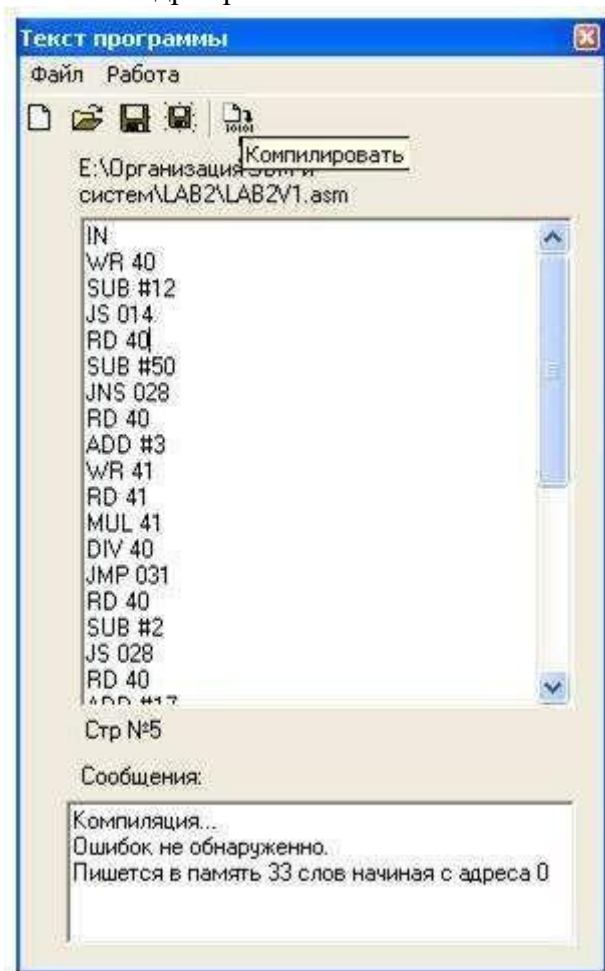 Текст программы
Файл Работа
Компилировать
E:\Организация ЭВМ и
систем\LAB2\LAB2V1.asm
IN
WR 40
SUB #12
JS 014
RD 40
SUB #50
JNS 028
RD 40
ADD #3
WR 41
RD 41
MUL 41
DIV 40
JMP 031
RD 40
SUB #2
JS 028
RD 40
ADD #17
Стр №5
Сообщения:
Компиляция...
Ошибок не обнаруженно.
Пишется в память 33 слов начиная с адреса 0